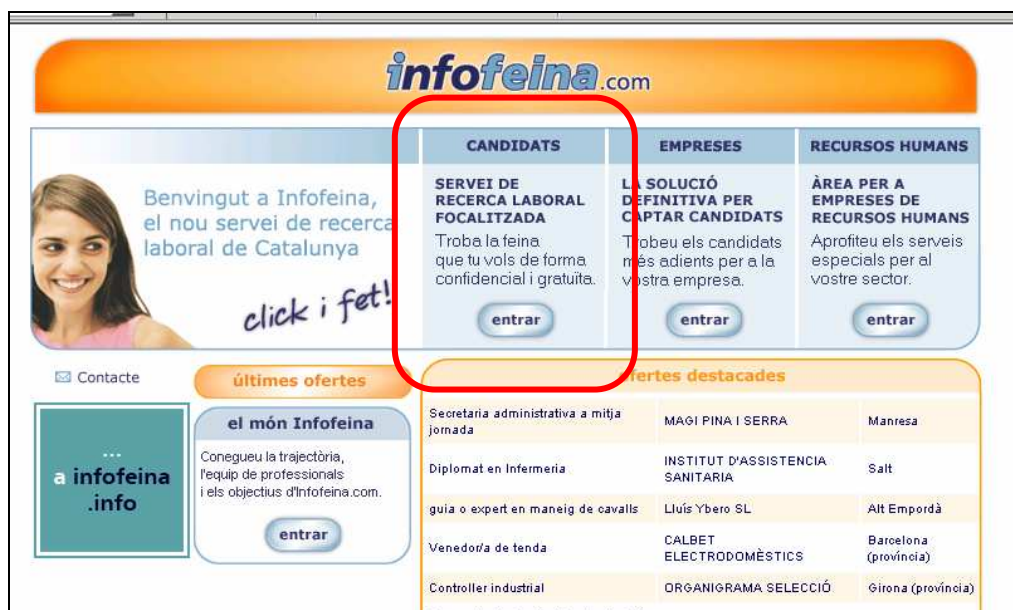 infofeina.com
CANDIDATS
EMPRESES
RECURSOS HUMANS
Benvingut a Infofeina,
el nou servei de recerca
laboral de Catalunya
click i fet!
SERVEI DE
RECERCA LABORAL
FOCALITZADA
Troba la feina
que tu vols de forma
confidencial i gratuïta.
entrar
LA SOLUCIÓ
DEFINITIVA PER
CAPTAR CANDIDATS
Trobeu els candidats
més adients per a la
vostra empresa.
entrar
ÀREA PER A
EMPRESES DE
RECURSOS HUMANS
Aprofiteu els serveis
especials per al
vostre sector.
entrar
Contacte
últimes ofertes
...
a infofeina
.info
el món Infofeina
Conegueu la trajectòria,
l'equip de professionals
i els objectius d'Infofeina.com.
entrar
ofertes destacades
Secretaria administrativa a mitja
jornada
MAGI PINA I SERRA
Manresa
Diplomat en Infermeria
INSTITUT D'ASSISTENCIA
SANITARIA
Salt
guia o expert en maneig de cavalls
Lluís Ybero SL
Alt Empordà
Venedor/a de tenda
CALBET
ELECTRODOMÈSTICS
Barcelona
(província)
Controller industrial
ORGANIGRAMA SELECCIÓ
Girona (província)